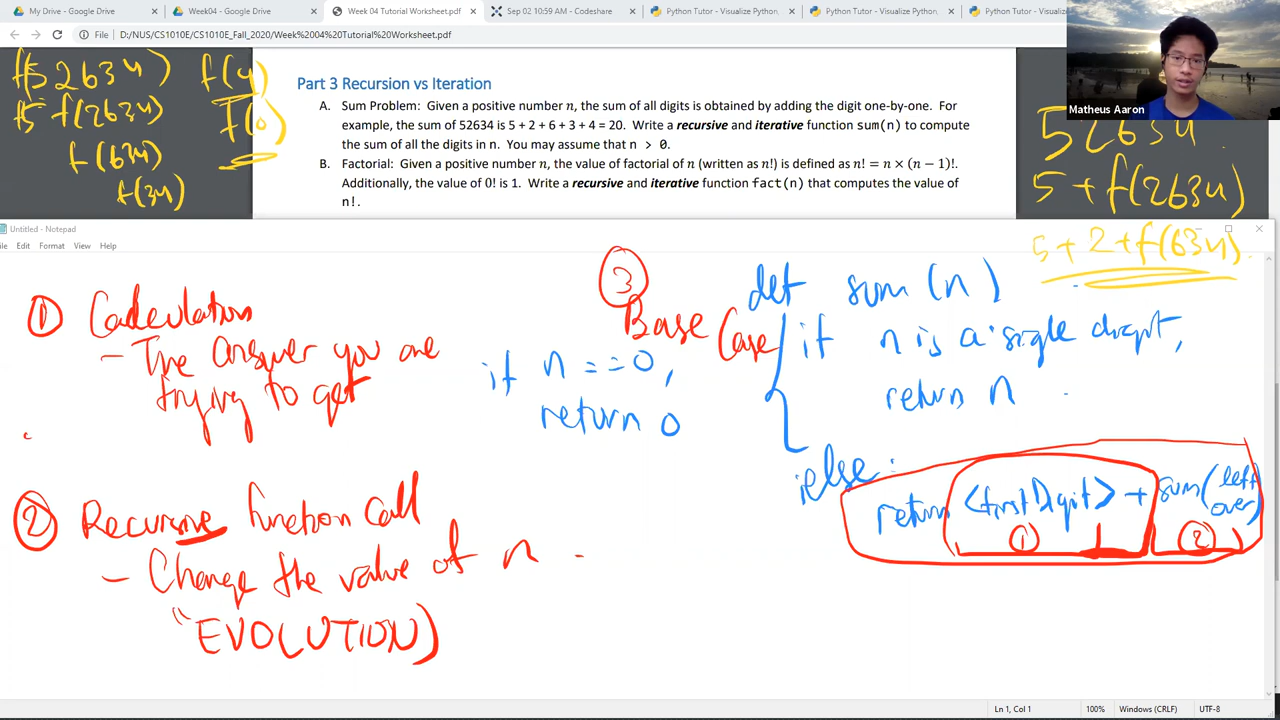 My Drive - Google Drive
Week04 - Google Drive
Week 04 Tutorial Worksheet.pdf
Sep 02 10:59 AM - Codeshare
Python Tutor - Visualize Python,
Python Tutor - Visualize Python,
Python Tutor - Visualiz
File | D:/NUS/CS1010E/CS1010E_Fall_2020/Week%2004%20Tutorial%20Worksheet.pdf
Matheus Aaron
f(52634)
5 f(2634)
f(634)
f(34)
f(4)
f(0)
Part 3 Recursion vs Iteration
A. Sum Problem: Given a positive number n, the sum of all digits is obtained by adding the digit one-by-one. For
example, the sum of 52634 is 5 + 2 + 6 + 3 + 4 = 20. Write a recursive and iterative function sum(n) to compute
the sum of all the digits in n. You may assume that n > 0.
B. Factorial: Given a positive number n, the value of factorial of n (written as n!) is defined as n! = n × (n − 1)!.
Additionally, the value of 0! is 1. Write a recursive and iterative function fact(n) that computes the value of
n!.
52634
5 + f(2634)
5 + 2 + f(634)
Untitled - Notepad
File Edit Format View Help
1 Calculation
- The answer you are
trying to get
2 Recursive function call
- Change the value of n
"EVOLUTION)
3
Base Case
if n == 0,
return 0
def sum(n)
if n is a single digit,
return n
else:
return <firstDigit> + sum(left
over)
1
2
Ln 1, Col 1
100%
Windows (CRLF)
UTF-8